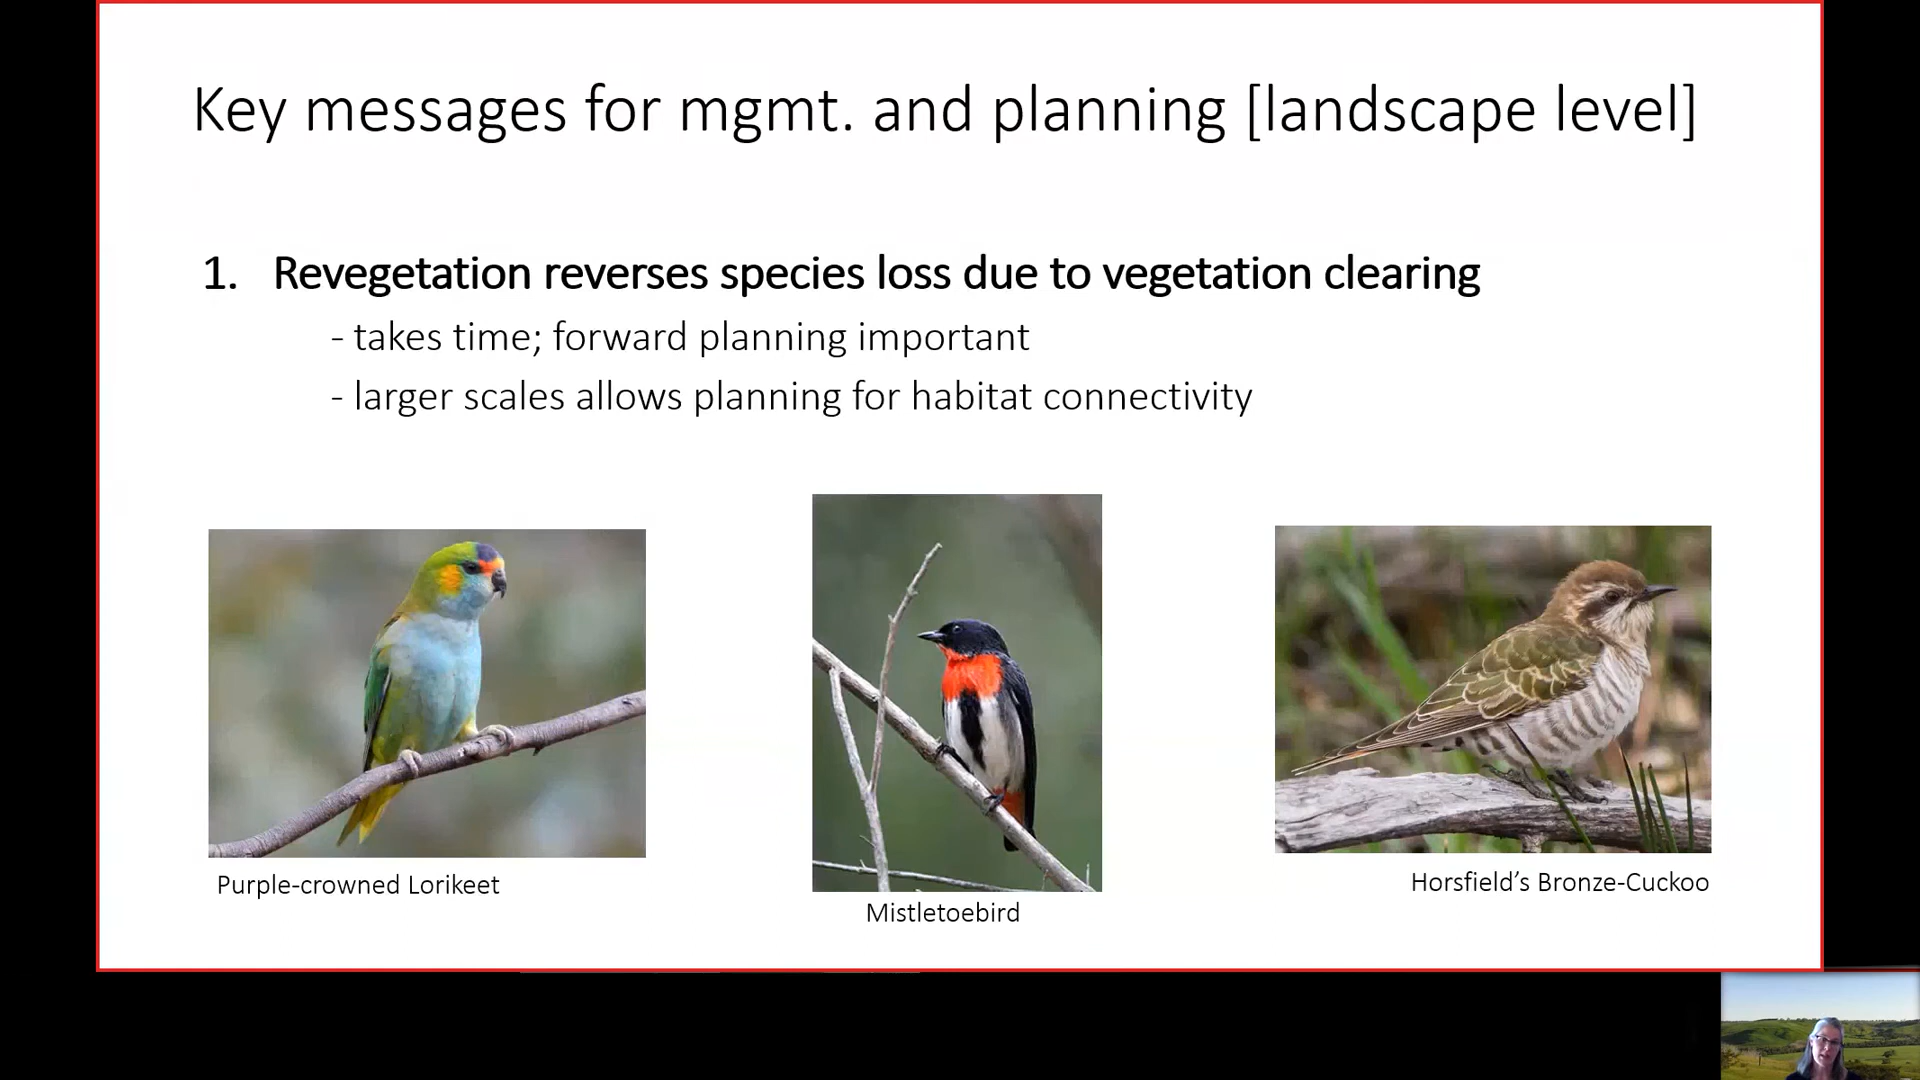 Key messages for mgmt. and planning [landscape level]
1. Revegetation reverses species loss due to vegetation clearing
- takes time; forward planning important
- larger scales allows planning for habitat connectivity
Purple-crowned Lorikeet
Mistletoebird
Horsfield’s Bronze-Cuckoo